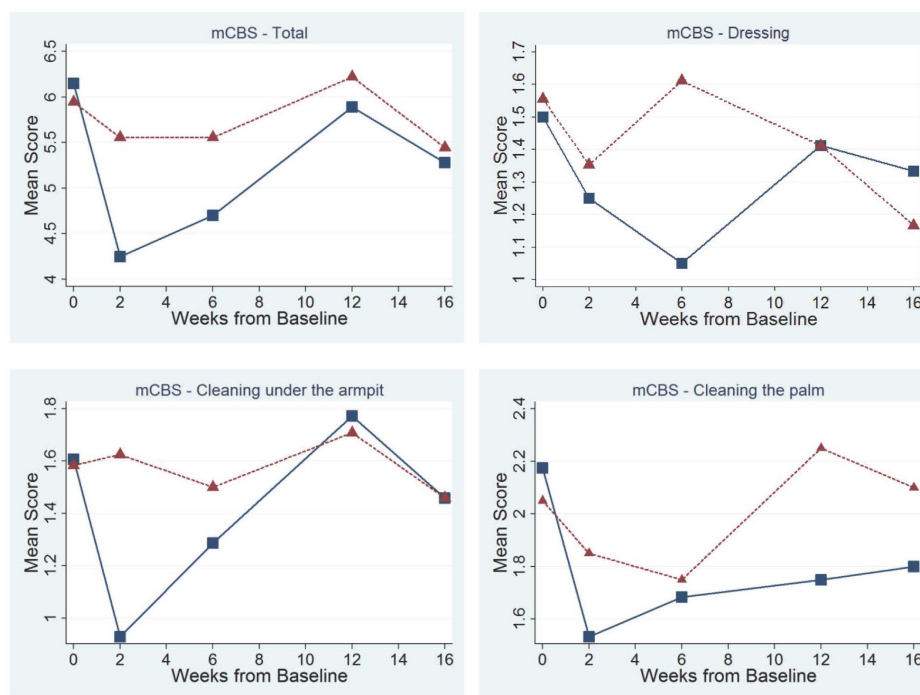 mCBS - Total
Mean Score
4 4.5 5 5.5 6 6.5
0 2 4 6 8 10 12 14 16
Weeks from Baseline
mCBS - Dressing
Mean Score
1 1.1 1.2 1.3 1.4 1.5 1.6 1.7
0 2 4 6 8 10 12 14 16
Weeks from Baseline
mCBS - Cleaning under the armpit
Mean Score
1 1.2 1.4 1.6 1.8
0 2 4 6 8 10 12 14 16
Weeks from Baseline
mCBS - Cleaning the palm
Mean Score
1.6 1.8 2 2.2 2.4
0 2 4 6 8 10 12 14 16
Weeks from Baseline